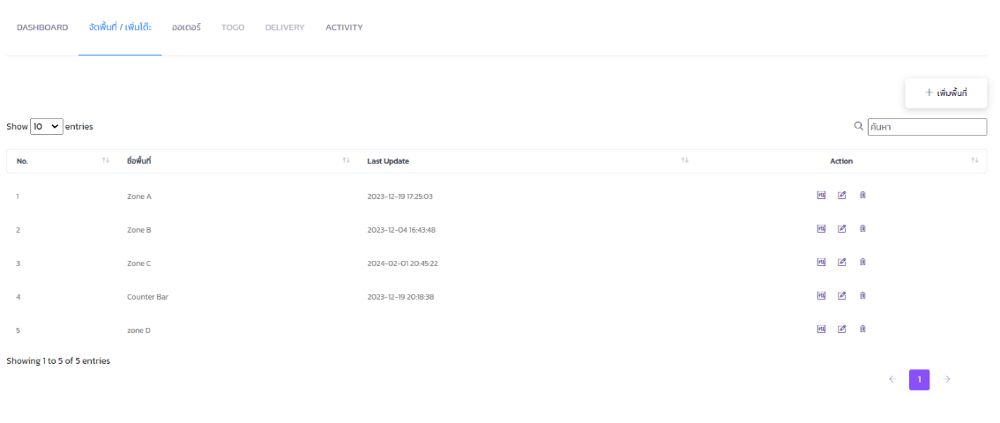 DASHBOARD จัดพื้นที่ / เพิ่มโต๊ะ ออเดอร์ TOGO DELIVERY ACTIVITY
+ เพิ่มพื้นที่
Show 10 entries ค้นหา
No. ชื่อพื้นที่ Last Update Action
1 Zone A 2023-12-19 17:25:03
2 Zone B 2023-12-04 16:43:48
3 Zone C 2024-02-01 20:45:22
4 Counter Bar 2023-12-19 20:18:38
5 zone D
Showing 1 to 5 of 5 entries
← 1 →